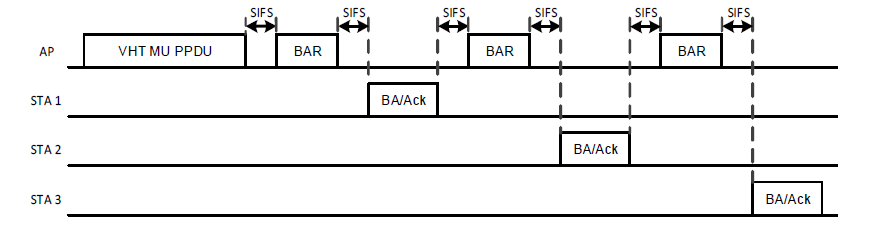 SIFS SIFS SIFS SIFS SIFS SIFS
AP VHT MU PPDU BAR BAR BAR
STA 1 BA/Ack
STA 2 BA/Ack
STA 3 BA/Ack